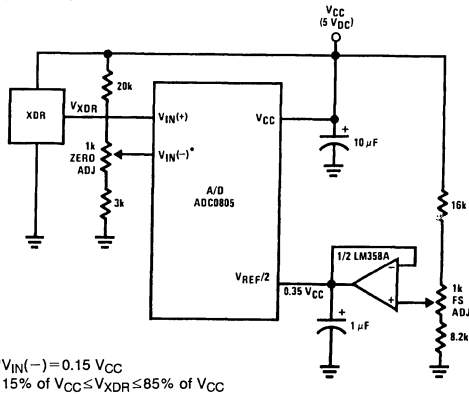 VCC
(5 VDC)
20k
XDR
VXDR
VIN(+)
VCC
1k
ZERO
ADJ
VIN(−)*
+
10 µF
3k
A/D
ADC0805
16k
1/2 LM358A
−
VREF/2
0.35 VCC
+
1k
FS
ADJ
+
1 µF
8.2k
*VIN(−)=0.15 VCC
15% of VCC≤VXDR≤85% of VCC